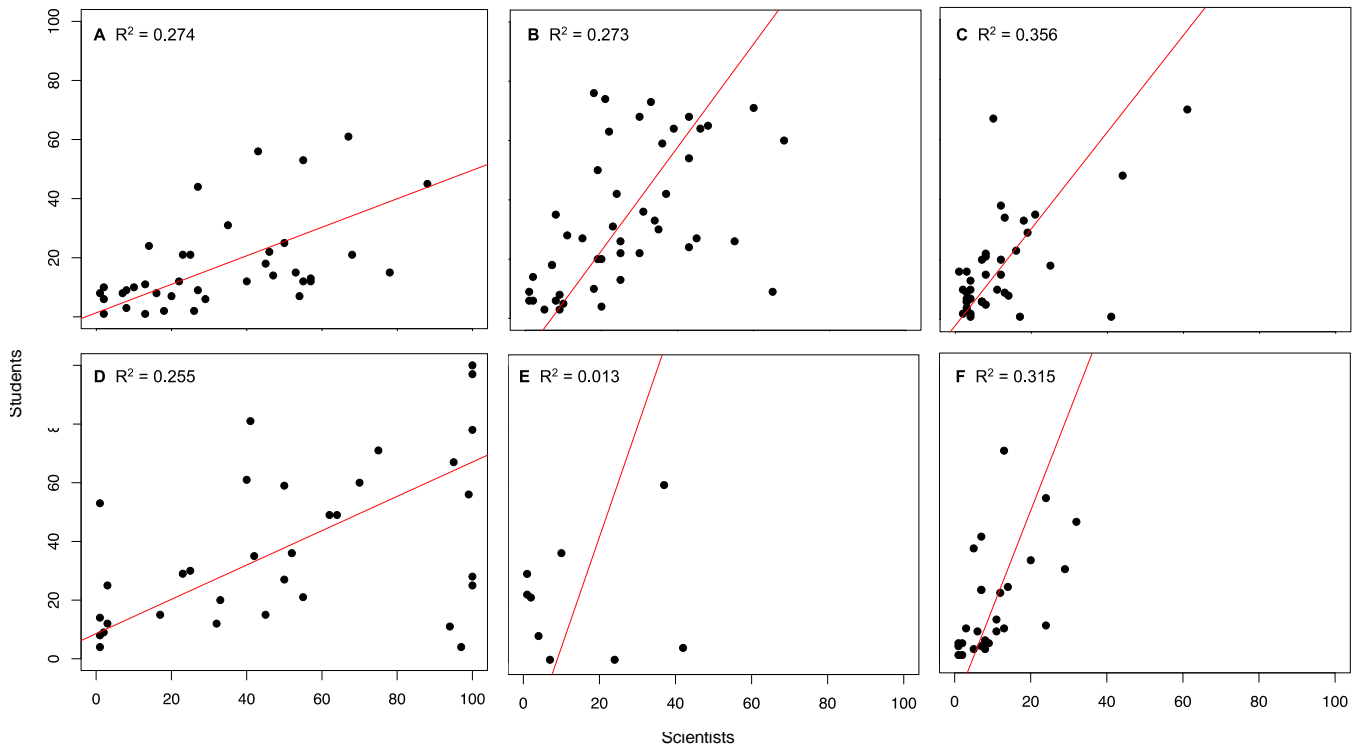 A R² = 0.274
B R² = 0.273
C R² = 0.356
100
80
60
40
20
0
D R² = 0.255
E R² = 0.013
F R² = 0.315
Students
80
60
40
20
0
0 20 40 60 80 100
0 20 40 60 80 100
0 20 40 60 80 100
Scientists